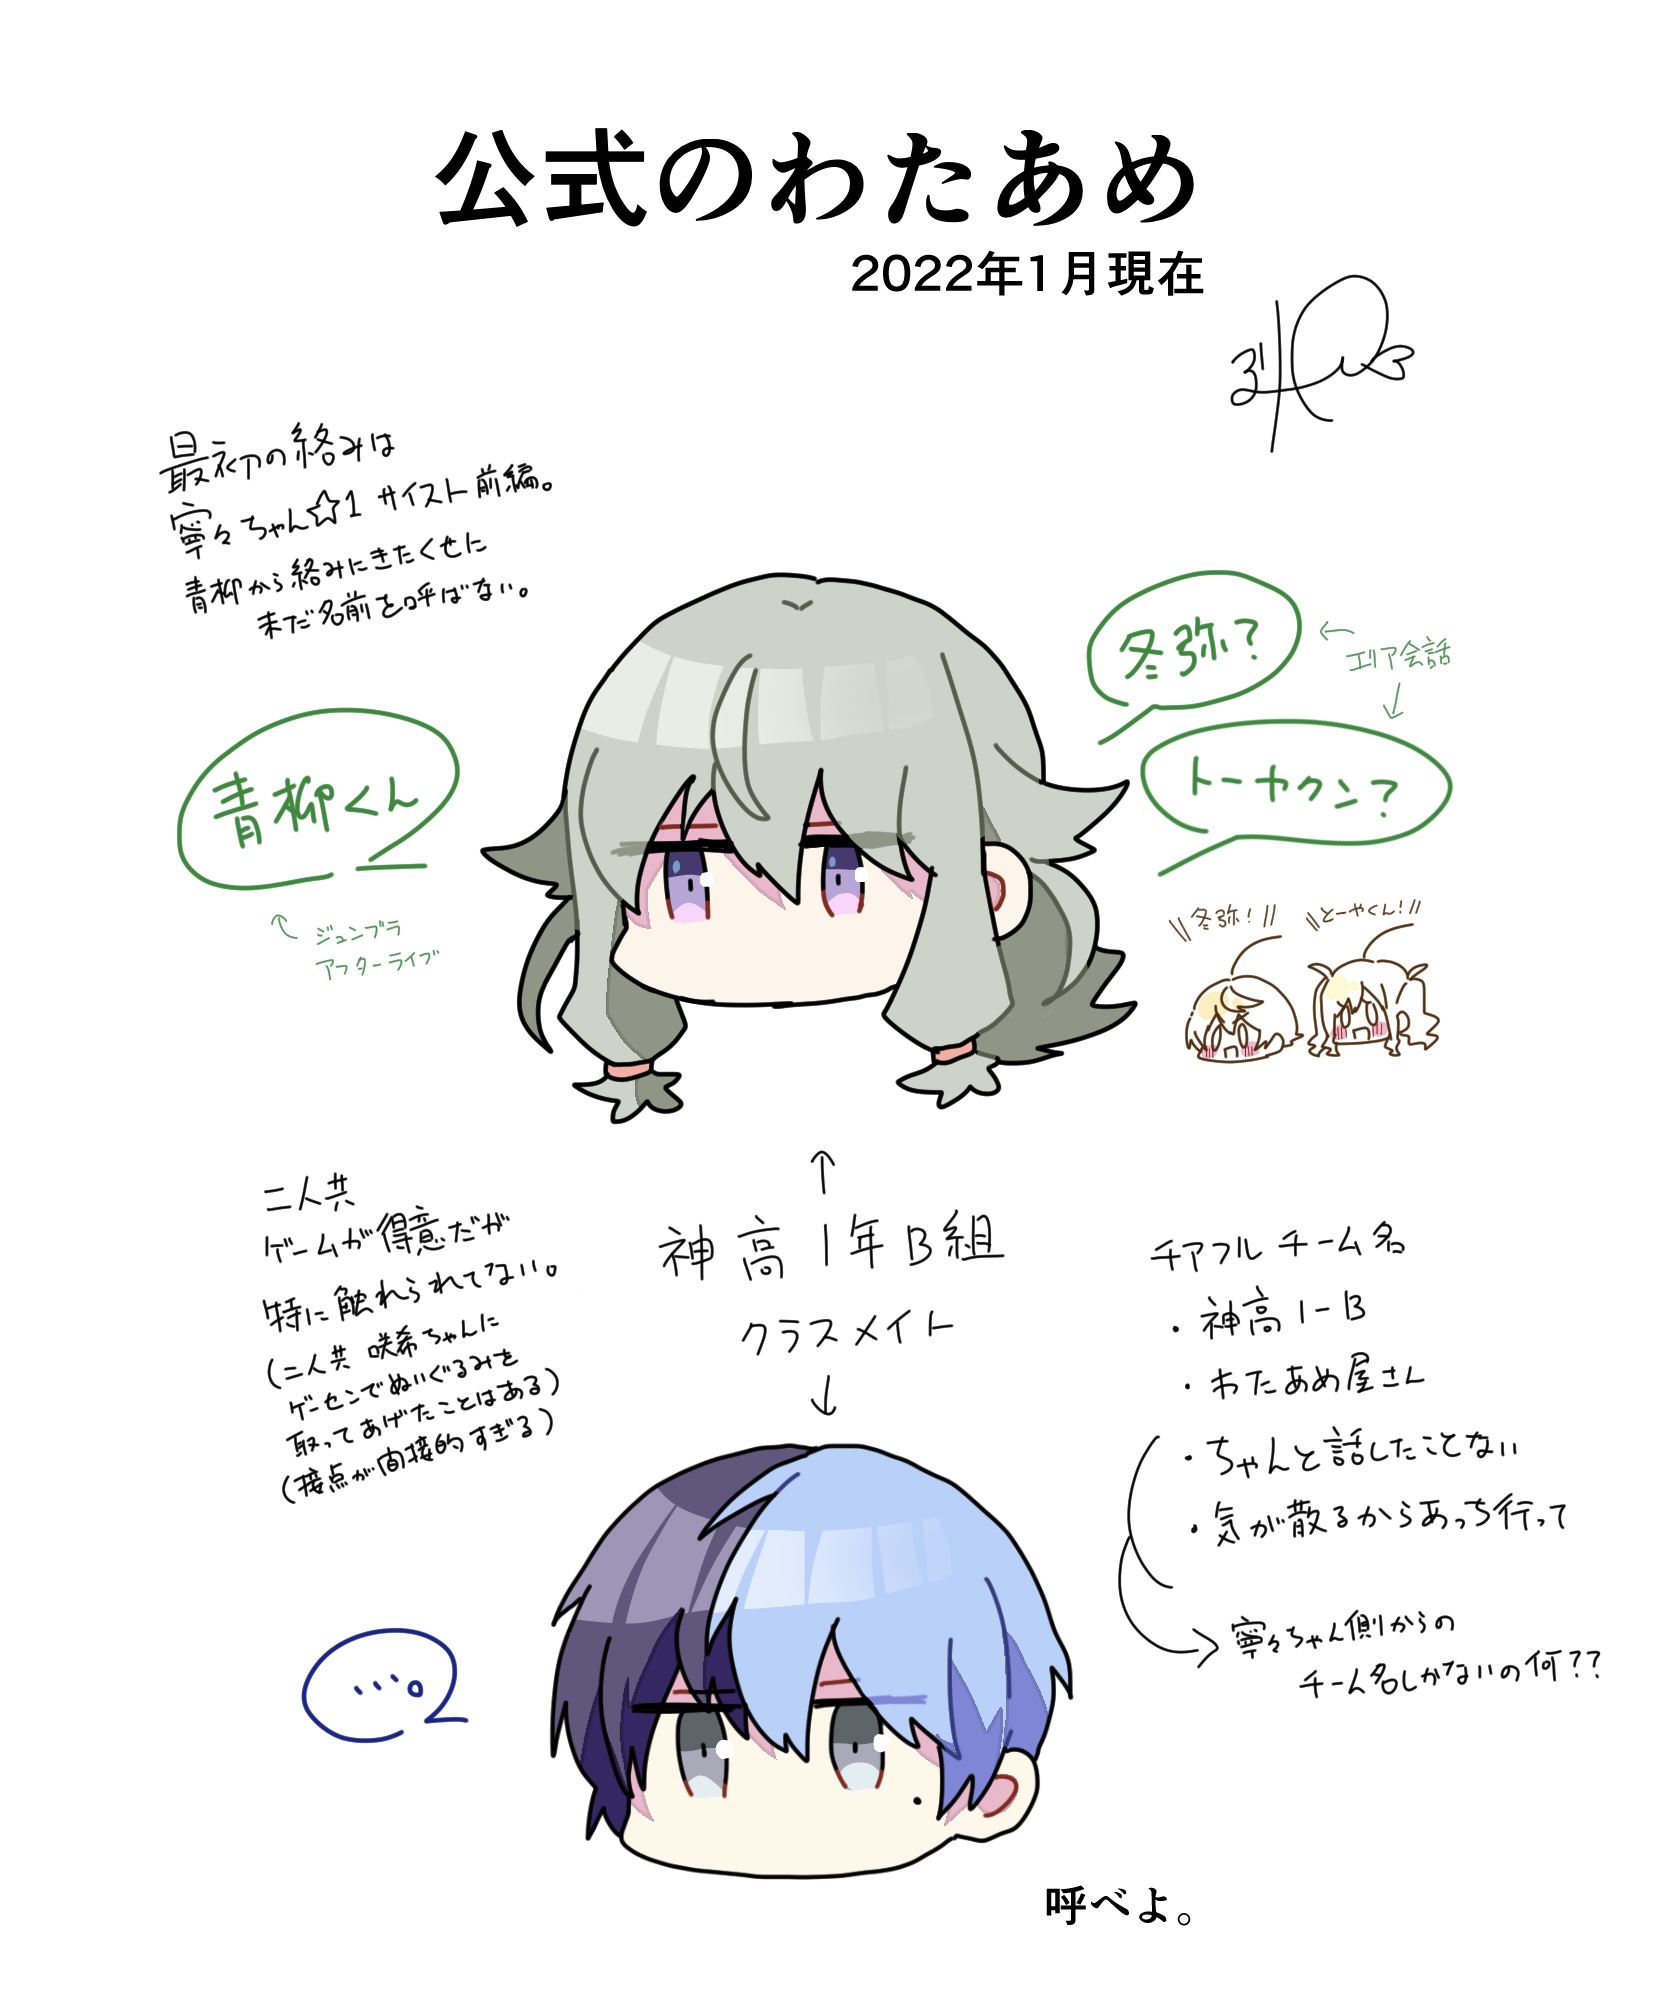 公式のわたあめ
2022年1月現在
最初の絡みは
寧々ちゃん☆1 サイスト前編。
青柳から絡みにきたくせに
未だ名前を呼ばない。
冬弥?
エリア会話
トーヤクン?
青柳くん
ジュンブラ
アフターライブ
\\冬弥!//
\\とーやくん!//
神高1年B組
クラスメイト
二人共
ゲームが得意だが
特に触れられてない。
(二人共 咲希ちゃんに
ゲーセンでぬいぐるみを
取ってあげたことはある)
(接点が間接的すぎる)
チアフル チーム名
・神高1-B
・わたあめ屋さん
・ちゃんと話したことない
・気が散るからあっち行って
寧々ちゃん側からの
チーム名しかないの何??
…。
呼べよ。